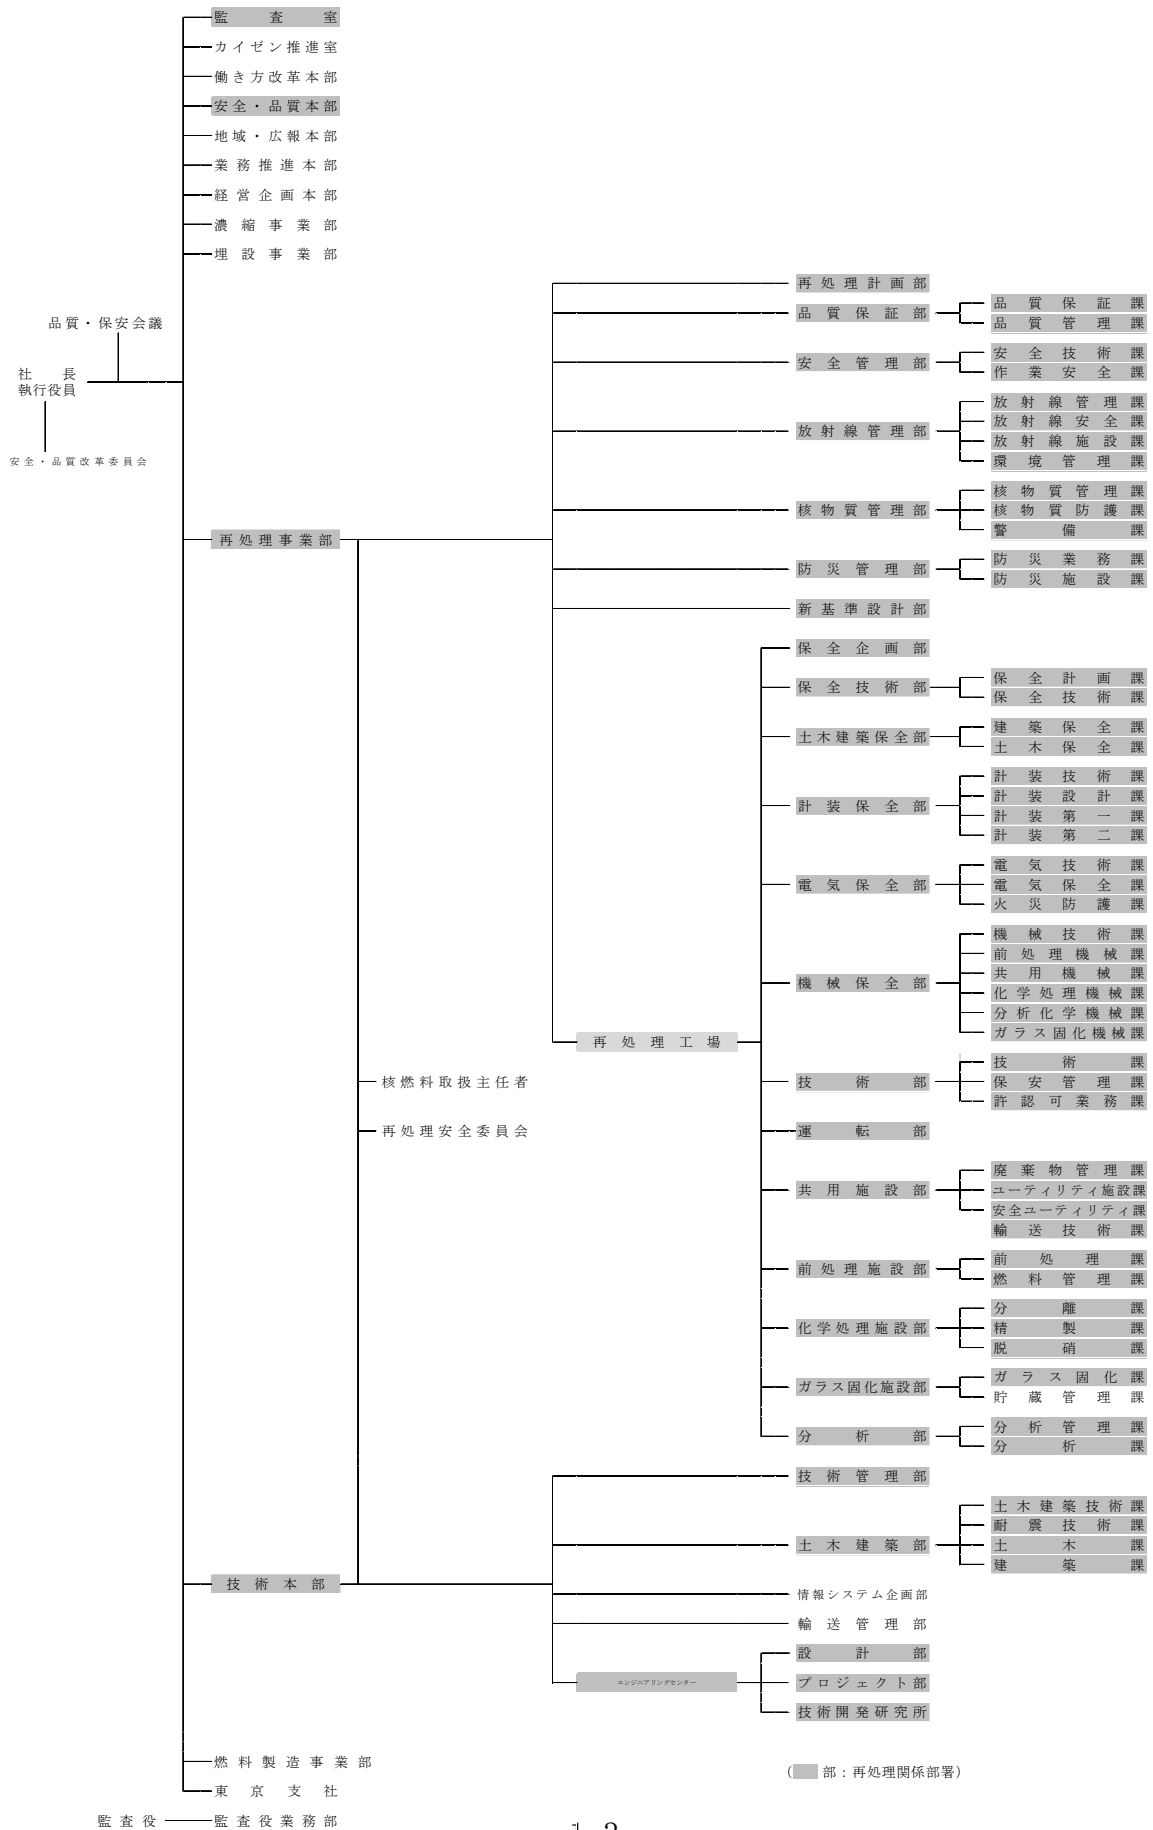 監査室
カイゼン推進室
働き方改革本部
安全・品質本部
地域・広報本部
業務推進本部
経営企画本部
濃縮事業部
埋設事業部
品質・保安会議
社長
執行役員
安全・品質改革委員会
再処理事業部
再処理計画部
品質保証部
品質保証課
品質管理課
安全管理部
安全技術課
作業安全課
放射線管理部
放射線管理課
放射線安全課
放射線施設課
環境管理課
核物質管理部
核物質管理課
核物質防護課
警備課
防災管理部
防災業務課
防災施設課
新基準設計部
再処理工場
保全企画部
保全技術部
保全計画課
保全技術課
土木建築保全部
建築保全課
土木保全課
計装保全部
計装技術課
計装設計課
計装第一課
計装第二課
電気保全部
電気技術課
電気保全課
火災防護課
機械保全部
機械技術課
前処理機械課
共用機械課
化学処理機械課
分析化学機械課
ガラス固化機械課
技術部
技術課
保安管理課
許認可業務課
運転部
共用施設部
廃棄物管理課
ユーティリティ施設課
安全ユーティリティ課
輸送技術課
前処理施設部
前処理課
燃料管理課
化学処理施設部
分離課
精製課
脱硝課
ガラス固化施設部
ガラス固化課
貯蔵管理課
分析部
分析管理課
分析課
核燃料取扱主任者
再処理安全委員会
技術本部
技術管理部
土木建築部
土木建築技術課
耐震技術課
土木課
建築課
情報システム企画部
輸送管理部
エンジニアリングセンター
設計部
プロジェクト部
技術開発研究所
燃料製造事業部
東京支社
監査役
監査役業務部
(部：再処理関係部署)